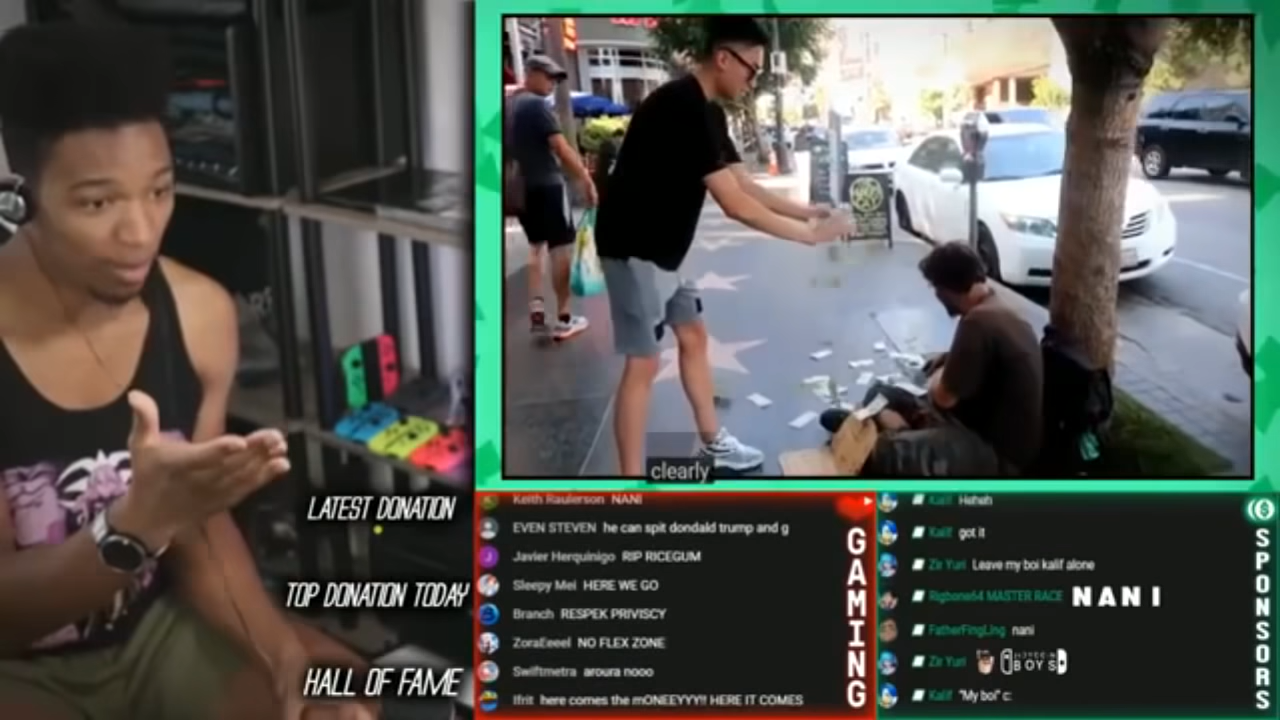 clearly
LATEST DONATION
TOP DONATION TODAY
HALL OF FAME
Keith Raulerson NANI
EVEN STEVEN he can spit dondald trump and g
Javier Herquinigo RIP RICEGUM
Sleepy Mei HERE WE GO
Branch RESPEK PRIVISCY
ZoraEeeel NO FLEX ZONE
Swiftmetra aroura nooo
Ifrit here comes the mONEEYYY!! HERE IT COMES
GAMING
Kalif Heheh
Kalif got it
Zir Yuri Leave my boi kalif alone
Rigbone64 MASTER RACE NANI
FatherFingLing nani
Zir Yuri BOYS
Kalif "My boi" c:
SPONSORS